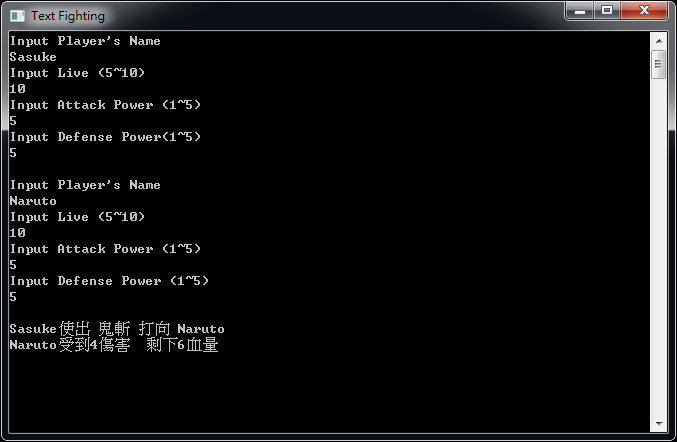 Text Fighting
Input Player's Name
Sasuke
Input Live (5~10)
10
Input Attack Power (1~5)
5
Input Defense Power(1~5)
5
Input Player's Name
Naruto
Input Live (5~10)
10
Input Attack Power (1~5)
5
Input Defense Power (1~5)
5
Sasuke使出 鬼斬 打向 Naruto
Naruto受到4傷害  剩下6血量